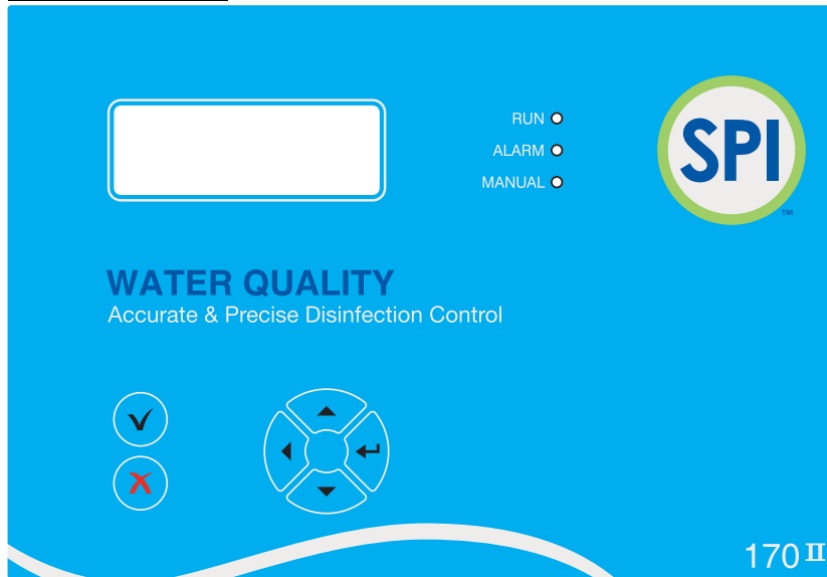 RUN
ALARM
MANUAL
SPI
TM
WATER QUALITY
Accurate & Precise Disinfection Control
170 II